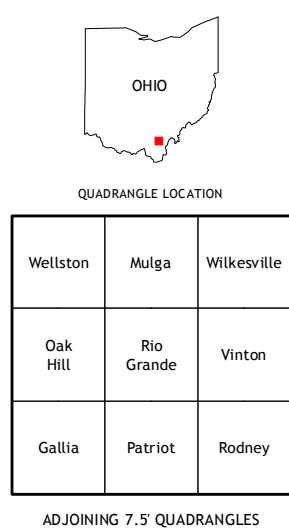 OHIO
QUADRANGLE LOCATION
Wellston
Mulga
Wilkesville
Oak
Hill
Rio
Grande
Vinton
Gallia
Patriot
Rodney
ADJOINING 7.5' QUADRANGLES